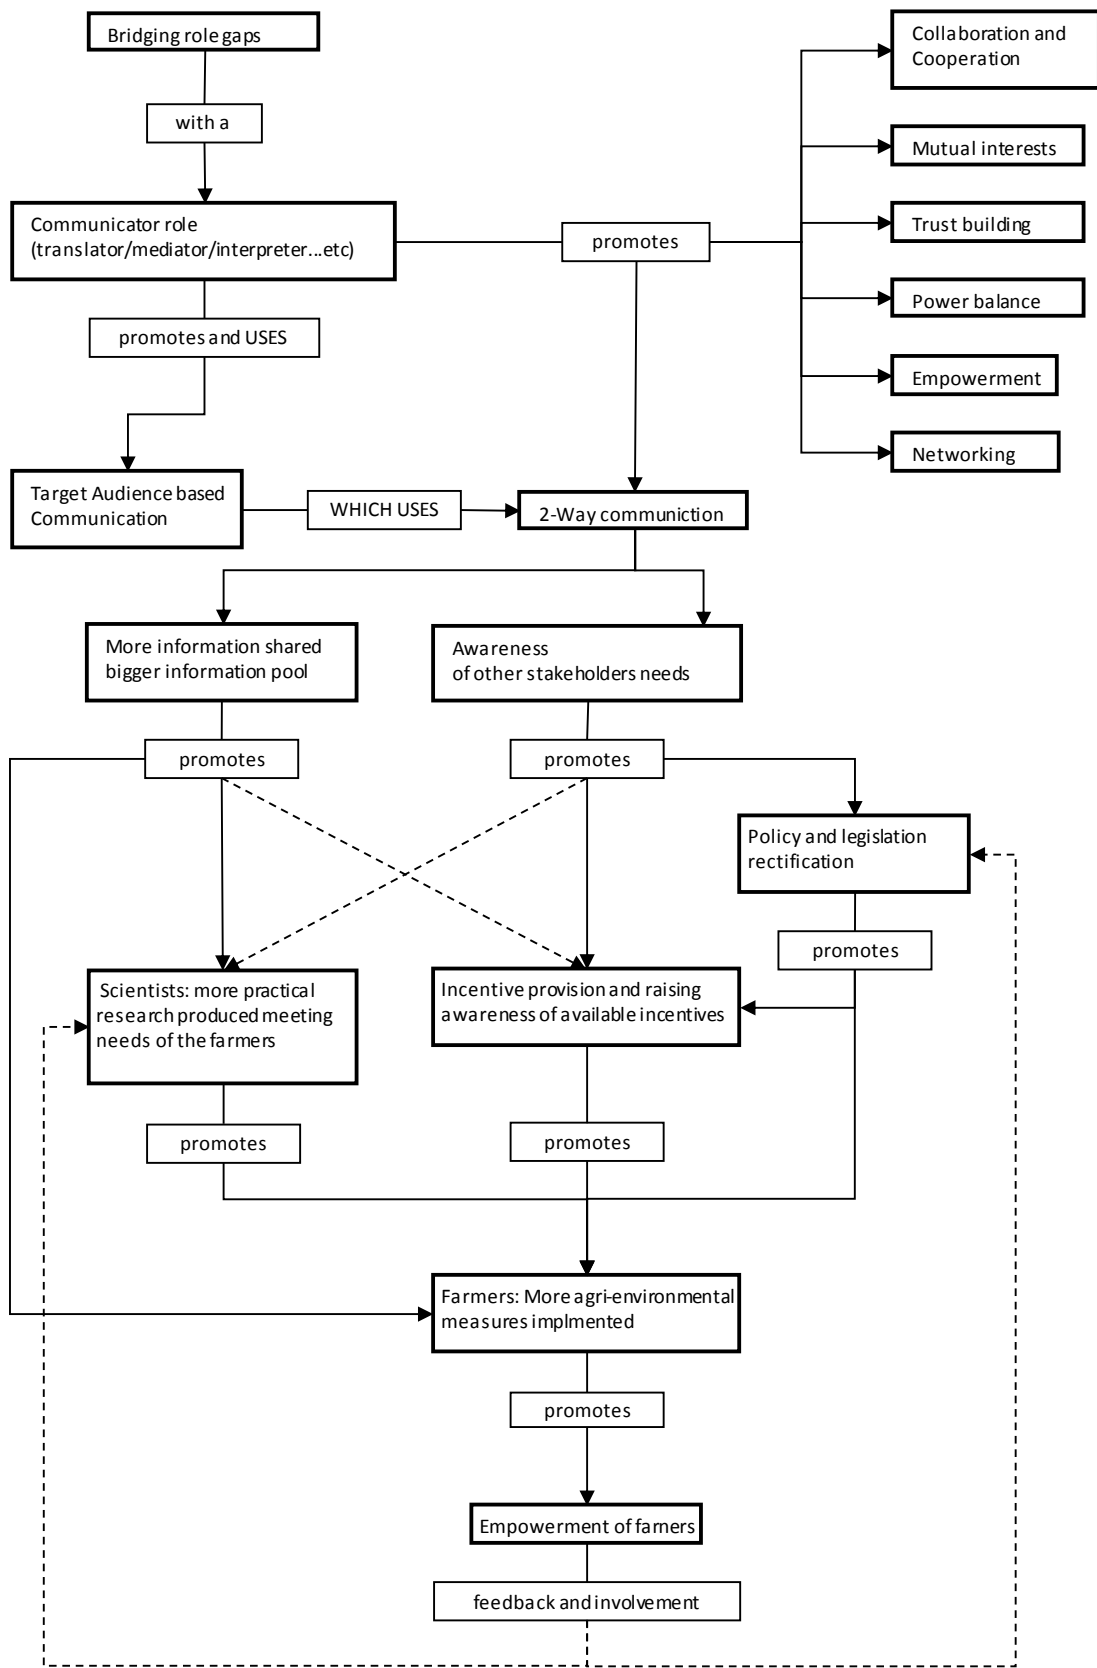 Bridging role gaps
Collaboration and
Cooperation
with a
Mutual interests
Communicator role
(translator/mediator/interpreter...etc)
promotes
Trust building
Power balance
promotes and USES
Empowerment
Networking
Target Audience based
Communication
WHICH USES
2-Way communiction
More information shared
bigger information pool
Awareness
of other stakeholders needs
promotes
promotes
Policy and legislation
rectification
promotes
Scientists: more practical
research produced meeting
needs of the farmers
Incentive provision and raising
awareness of available incentives
promotes
promotes
Farmers: More agri-environmental
measures implmented
promotes
Empowerment of farners
feedback and involvement